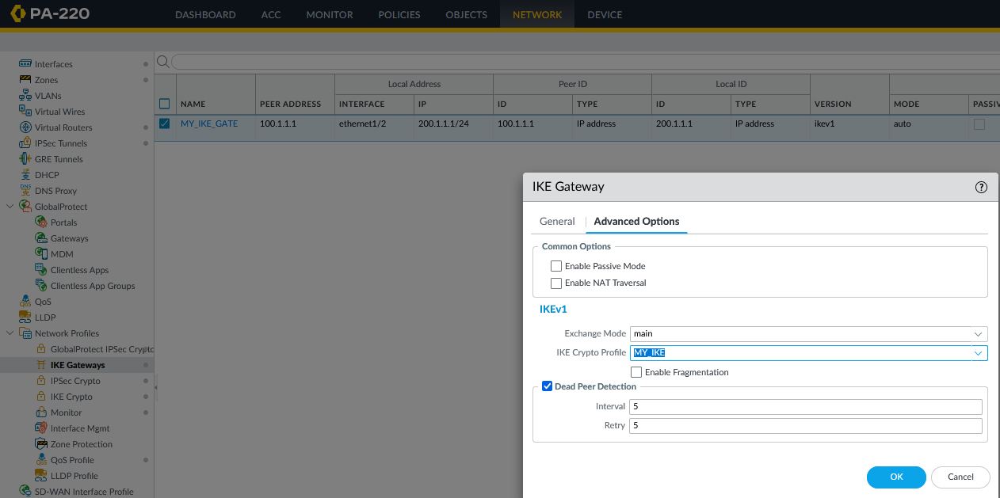 PA-220 DASHBOARD ACC MONITOR POLICIES OBJECTS NETWORK DEVICE
Interfaces
Zones
VLANs
Virtual Wires
Virtual Routers
IPSec Tunnels
GRE Tunnels
DHCP
DNS Proxy
GlobalProtect
Portals
Gateways
MDM
Clientless Apps
Clientless App Groups
QoS
LLDP
Network Profiles
GlobalProtect IPSec Crypto
IKE Gateways
IPSec Crypto
IKE Crypto
Monitor
Interface Mgmt
Zone Protection
QoS Profile
LLDP Profile
SD-WAN Interface Profile
Local Address Peer ID Local ID
NAME PEER ADDRESS INTERFACE IP ID TYPE ID TYPE VERSION MODE PASSIV
MY_IKE_GATE 100.1.1.1 ethernet1/2 200.1.1.1/24 100.1.1.1 IP address 200.1.1.1 IP address ikev1 auto
IKE Gateway ?
General Advanced Options
Common Options
Enable Passive Mode
Enable NAT Traversal
IKEv1
Exchange Mode main
IKE Crypto Profile MY_IKE
Enable Fragmentation
Dead Peer Detection
Interval 5
Retry 5
OK Cancel